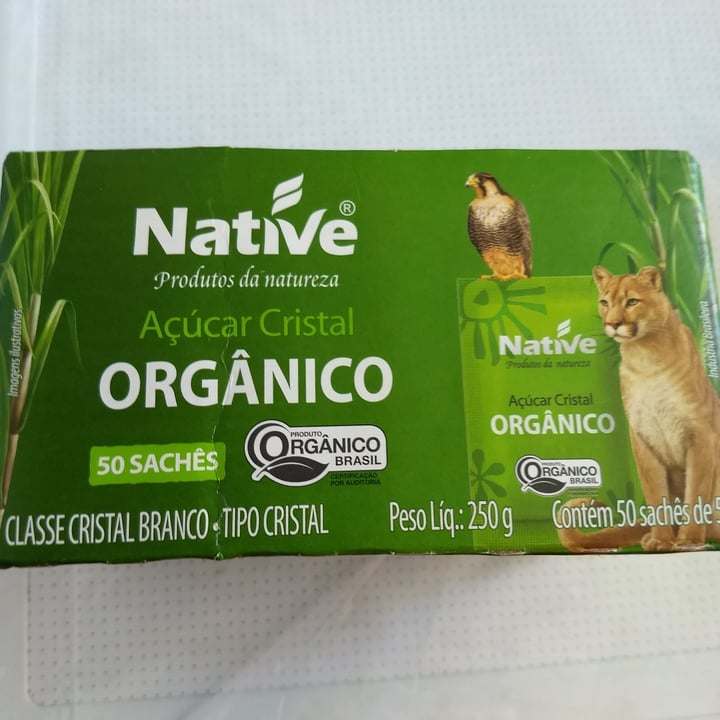 Native®
Produtos da natureza
Açúcar Cristal
ORGÂNICO
50 SACHÊS
PRODUTO
ORGÂNICO
BRASIL
CERTIFICAÇÃO
POR AUDITORIA
CLASSE CRISTAL BRANCO • TIPO CRISTAL
Peso Líq.: 250 g
Contém 50 sachês de 5
Imagens ilustrativas
Native
Produtos da natureza
Açúcar Cristal
ORGÂNICO
PRODUTO
ORGÂNICO
BRASIL
Indústria Brasileira